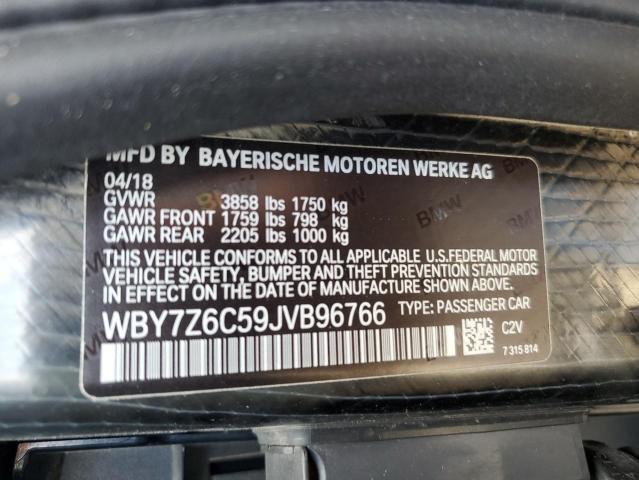 MFD BY BAYERISCHE MOTOREN WERKE AG
04/18
GVWR 3858 lbs 1750 kg
GAWR FRONT 1759 lbs 798 kg
GAWR REAR 2205 lbs 1000 kg
THIS VEHICLE CONFORMS TO ALL APPLICABLE U.S.FEDERAL MOTOR
VEHICLE SAFETY, BUMPER AND THEFT PREVENTION STANDARDS
IN EFFECT ON THE DATE OF MANUFACTURE SHOWN ABOVE.
WBY7Z6C59JVB96766 TYPE: PASSENGER CAR
C2V
7 315 814